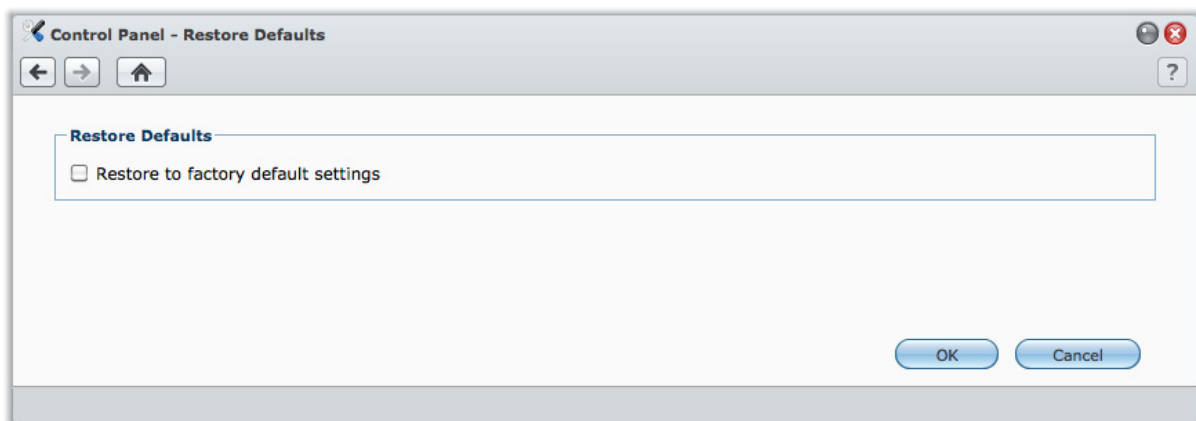 Control Panel - Restore Defaults
?
Restore Defaults
Restore to factory default settings
OK
Cancel